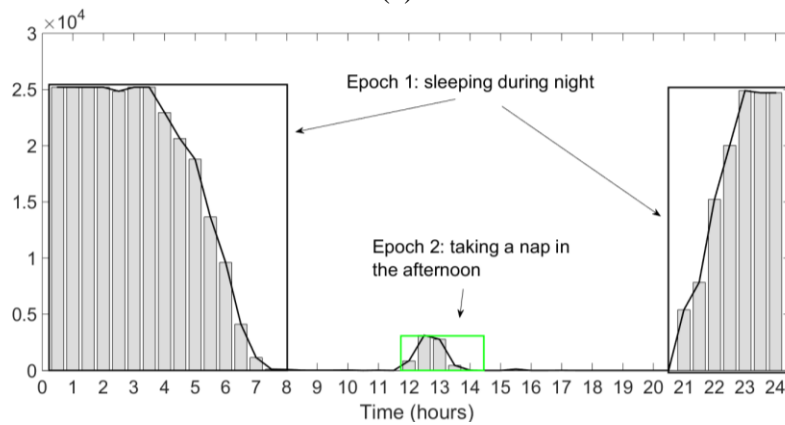 ×10⁴
3
2.5
Epoch 1: sleeping during night
2
1.5
Epoch 2: taking a nap in
the afternoon
1
0.5
0
0 1 2 3 4 5 6 7 8 9 10 11 12 13 14 15 16 17 18 19 20 21 22 23 24
Time (hours)